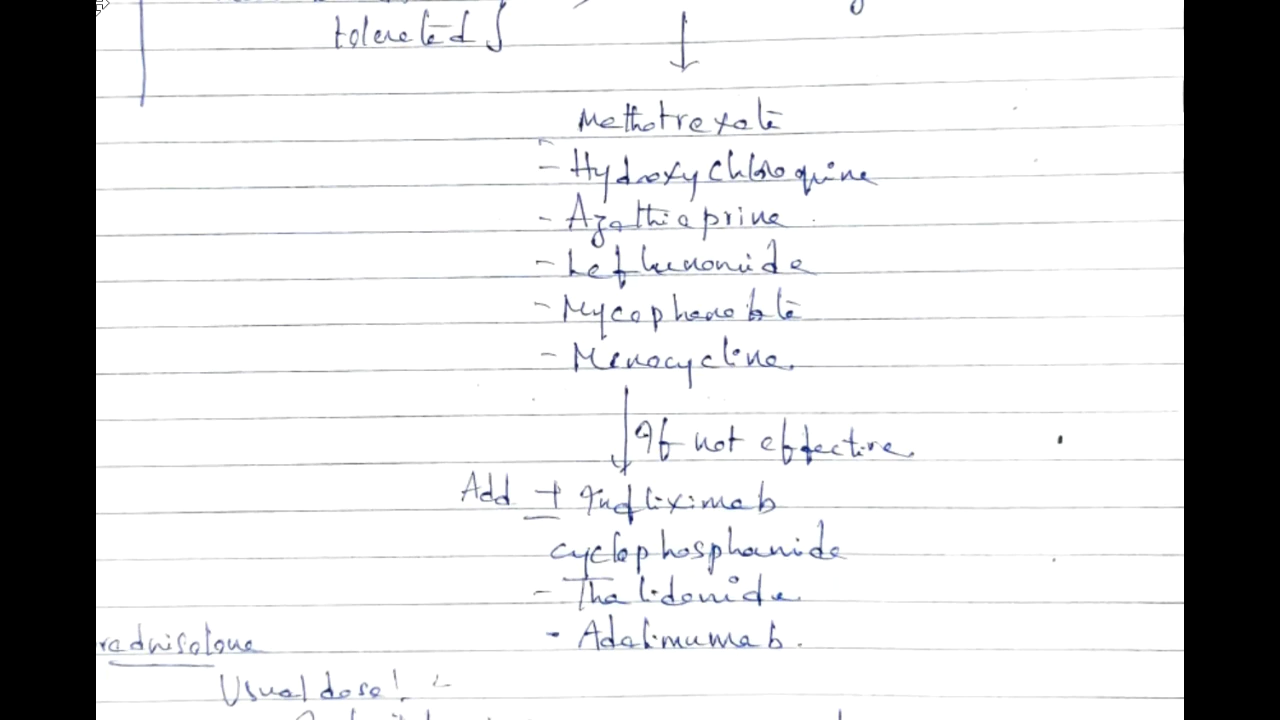 tolerated
Methotrexate
- Hydroxychloroquine
- Azathioprine
- Leflunomide
- Mycophenolate
- Minocycline.
If not effective
Add + Infliximab
cyclophosphamide
- Thalidomide
- Adalimumab.
rednisolone
Usual dose! -